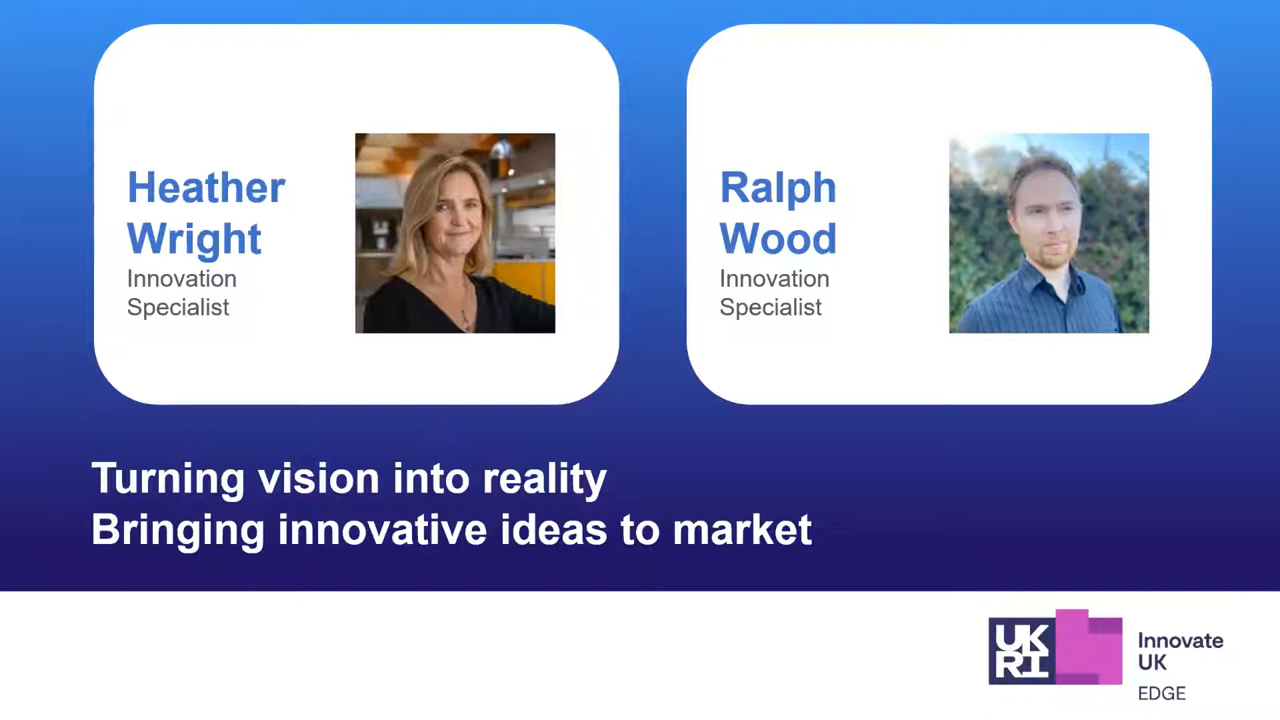 Heather
Wright
Innovation
Specialist
Ralph
Wood
Innovation
Specialist
Turning vision into reality
Bringing innovative ideas to market
UK
RI
Innovate
UK
EDGE